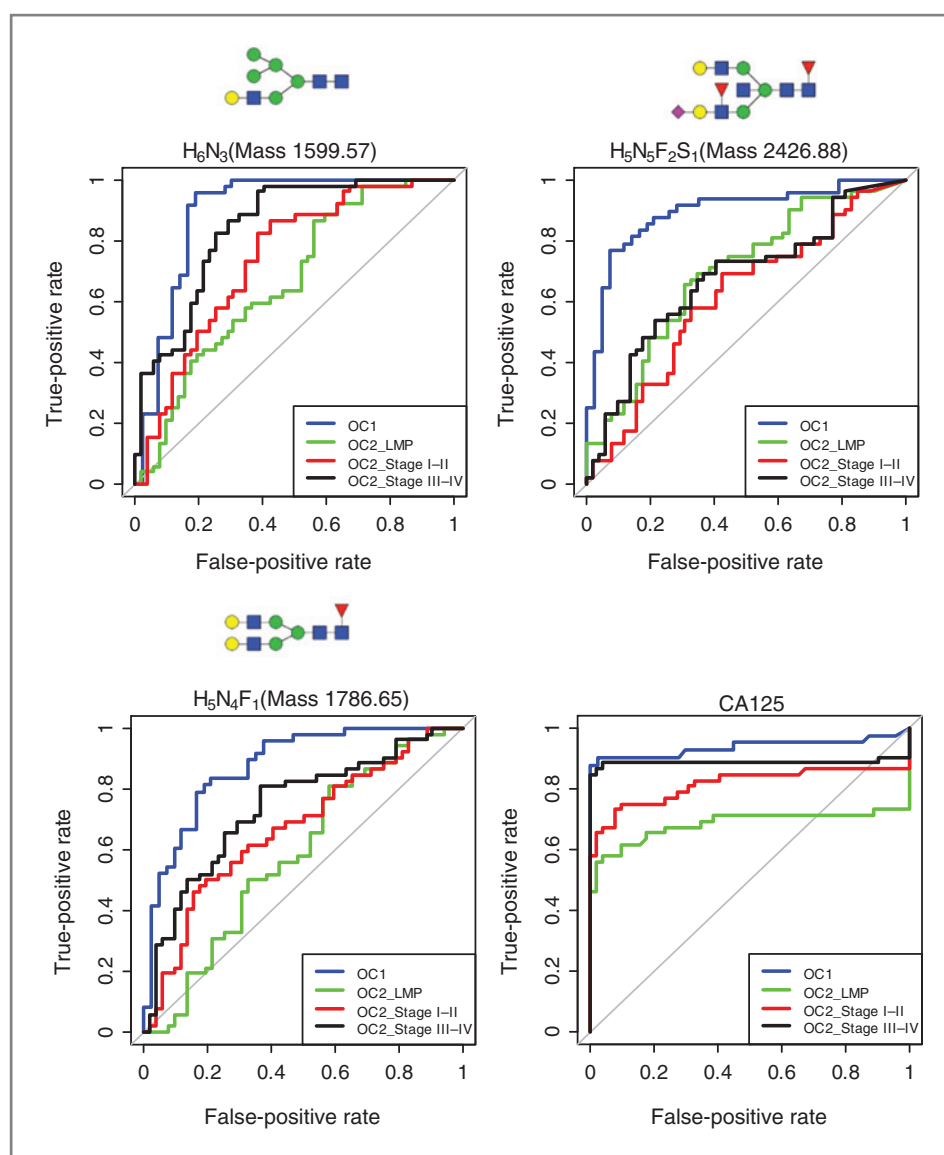 H₆N₃(Mass 1599.57)
True-positive rate
1
0.8
0.6
0.4
0.2
0
OC1
OC2_LMP
OC2_Stage I–II
OC2_Stage III–IV
0 0.2 0.4 0.6 0.8 1
False-positive rate
H₅N₅F₂S₁(Mass 2426.88)
True-positive rate
1
0.8
0.6
0.4
0.2
0
OC1
OC2_LMP
OC2_Stage I–II
OC2_Stage III–IV
0 0.2 0.4 0.6 0.8 1
False-positive rate
H₅N₄F₁(Mass 1786.65)
True-positive rate
1
0.8
0.6
0.4
0.2
0
OC1
OC2_LMP
OC2_Stage I–II
OC2_Stage III–IV
0 0.2 0.4 0.6 0.8 1
False-positive rate
CA125
True-positive rate
1
0.8
0.6
0.4
0.2
0
OC1
OC2_LMP
OC2_Stage I–II
OC2_Stage III–IV
0 0.2 0.4 0.6 0.8 1
False-positive rate